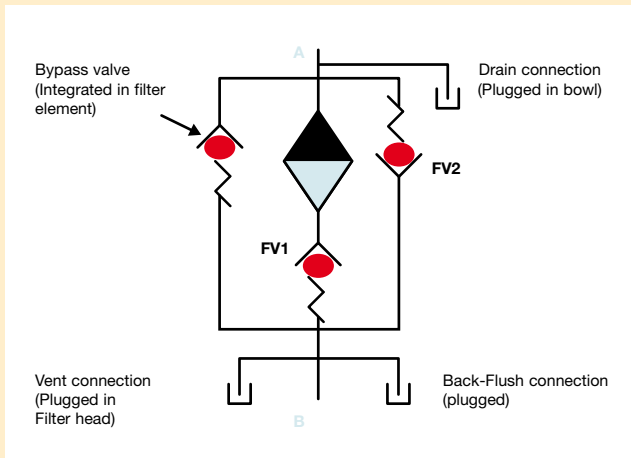 A
Bypass valve
(Integrated in filter
element)
Drain connection
(Plugged in bowl)
FV2
FV1
Vent connection
(Plugged in
Filter head)
Back-Flush connection
(plugged)
B